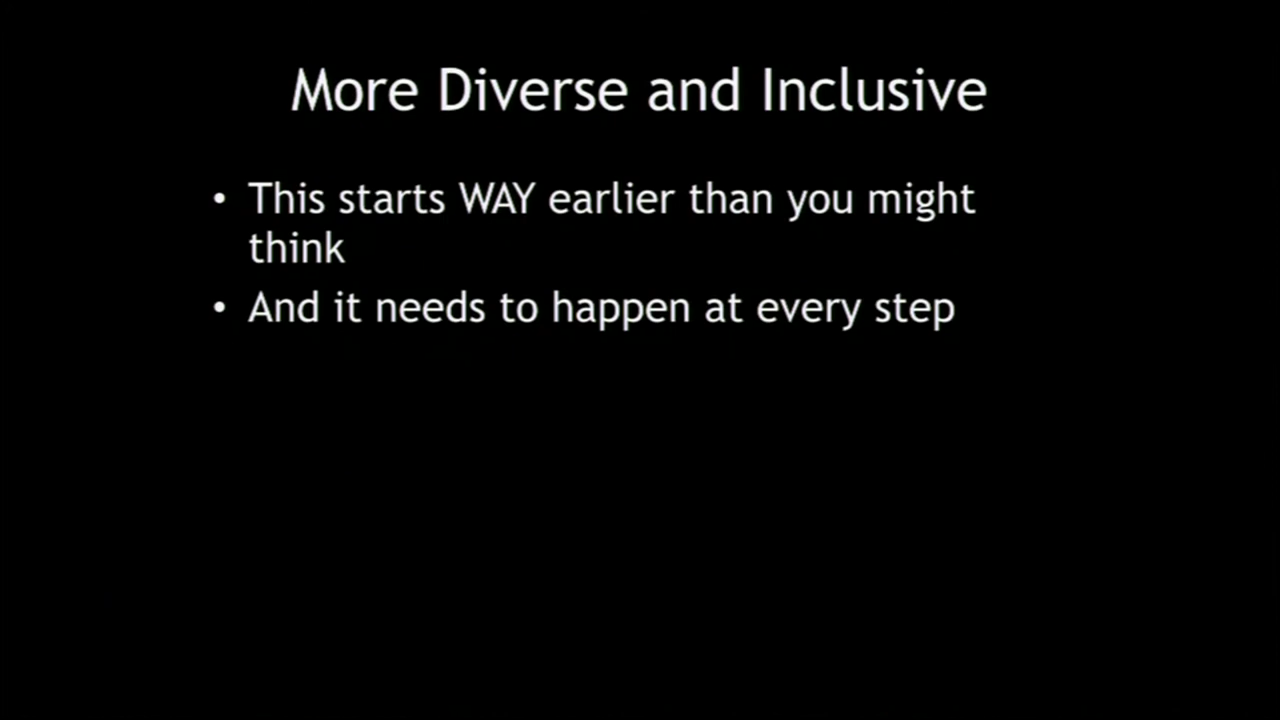 More Diverse and Inclusive
• This starts WAY earlier than you might
think
• And it needs to happen at every step